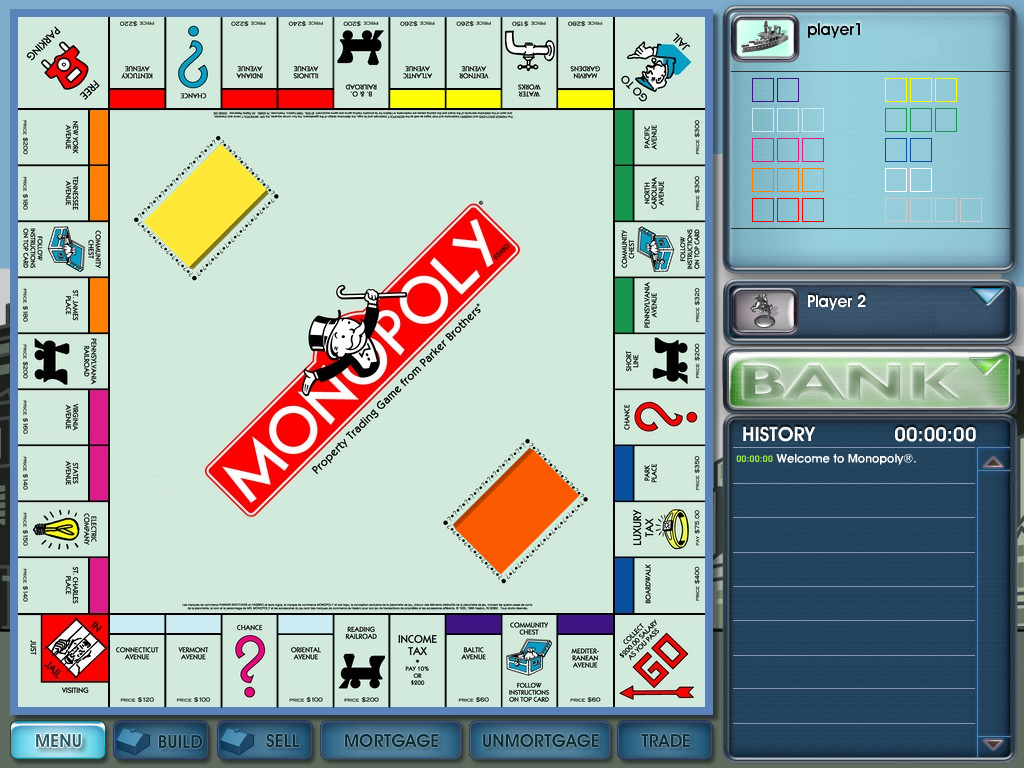 FREE
PARKING
PRICE $220
KENTUCKY
AVENUE
CHANCE
PRICE $220
INDIANA
AVENUE
PRICE $240
ILLINOIS
AVENUE
PRICE $200
B. & O.
RAILROAD
PRICE $260
ATLANTIC
AVENUE
PRICE $260
VENTNOR
AVENUE
PRICE $150
WATER
WORKS
PRICE $280
MARVIN
GARDENS
GO TO
JAIL
NEW YORK
AVENUE
PRICE $200
TENNESSEE
AVENUE
PRICE $180
COMMUNITY
CHEST
FOLLOW
INSTRUCTIONS
ON TOP CARD
ST. JAMES
PLACE
PRICE $180
PENNSYLVANIA
RAILROAD
PRICE $200
VIRGINIA
AVENUE
PRICE $160
STATES
AVENUE
PRICE $140
ELECTRIC
COMPANY
PRICE $150
ST. CHARLES
PLACE
PRICE $140
MONOPOLY
BRAND
Property Trading Game from Parker Brothers®
PACIFIC
AVENUE
PRICE $300
NORTH
CAROLINA
AVENUE
PRICE $300
COMMUNITY
CHEST
FOLLOW
INSTRUCTIONS
ON TOP CARD
PENNSYLVANIA
AVENUE
PRICE $320
SHORT
LINE
PRICE $200
CHANCE
PARK
PLACE
PRICE $350
LUXURY
TAX
PAY $75.00
BOARDWALK
PRICE $400
JUST
VISITING
IN
JAIL
CONNECTICUT
AVENUE
PRICE $120
VERMONT
AVENUE
PRICE $100
CHANCE
ORIENTAL
AVENUE
PRICE $100
READING
RAILROAD
PRICE $200
INCOME
TAX
PAY 10%
OR
$200
BALTIC
AVENUE
PRICE $60
COMMUNITY
CHEST
FOLLOW
INSTRUCTIONS
ON TOP CARD
MEDITER-
RANEAN
AVENUE
PRICE $60
COLLECT
$200.00 SALARY
AS YOU PASS
GO
MENU
BUILD
SELL
MORTGAGE
UNMORTGAGE
TRADE
player1
Player 2
BANK
HISTORY 00:00:00
00:00:00 Welcome to Monopoly®.